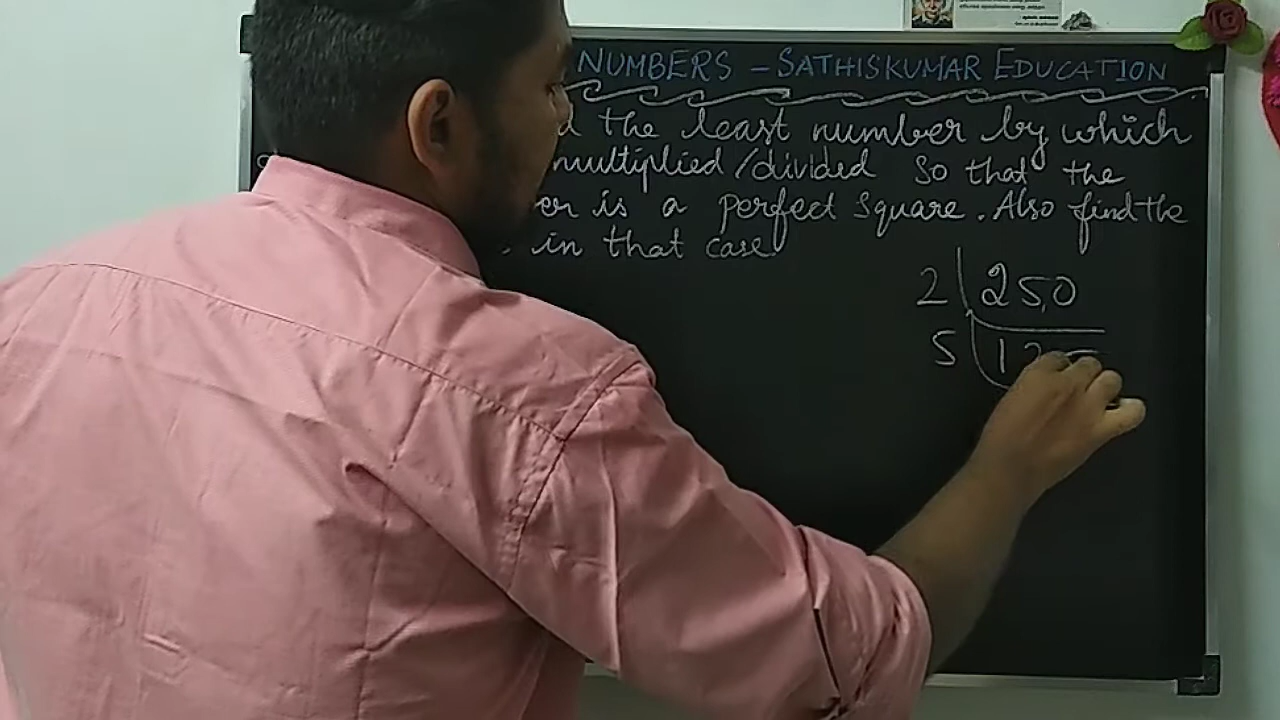 NUMBERS - SATHISKUMAR EDUCATION
the least number by which
multiplied/divided so that the
is a perfect square. Also find the
in that case
2 250
5 12